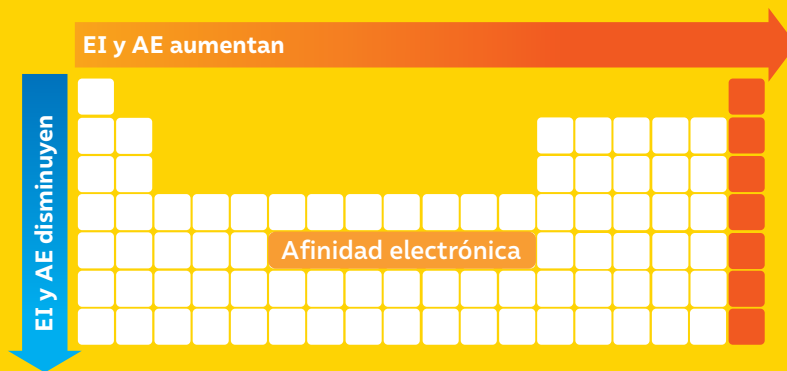 EI y AE aumentan
EI y AE disminuyen
Afinidad electrónica